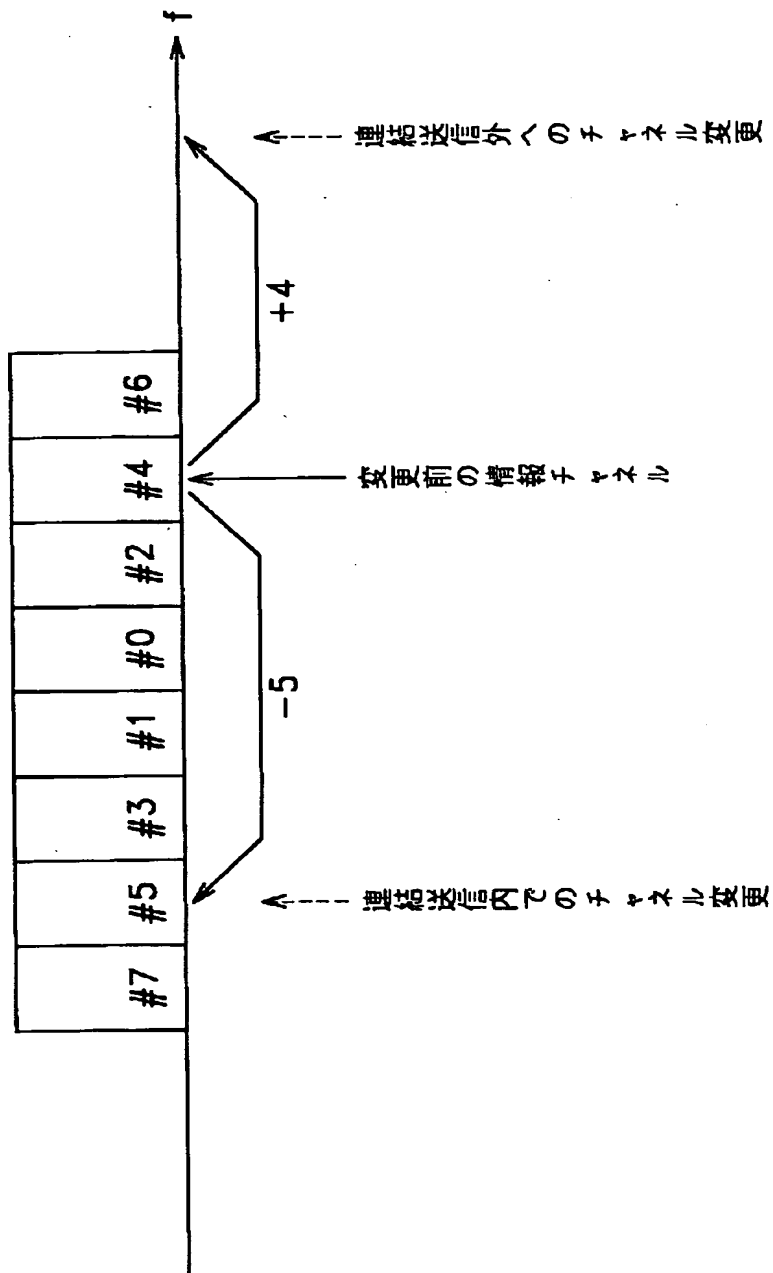 #7 #5 #3 #1 #0 #2 #4 #6
f
-5
+4
連結送信内でのチャネル変更
変更前の情報チャネル
連結送信外へのチャネル変更